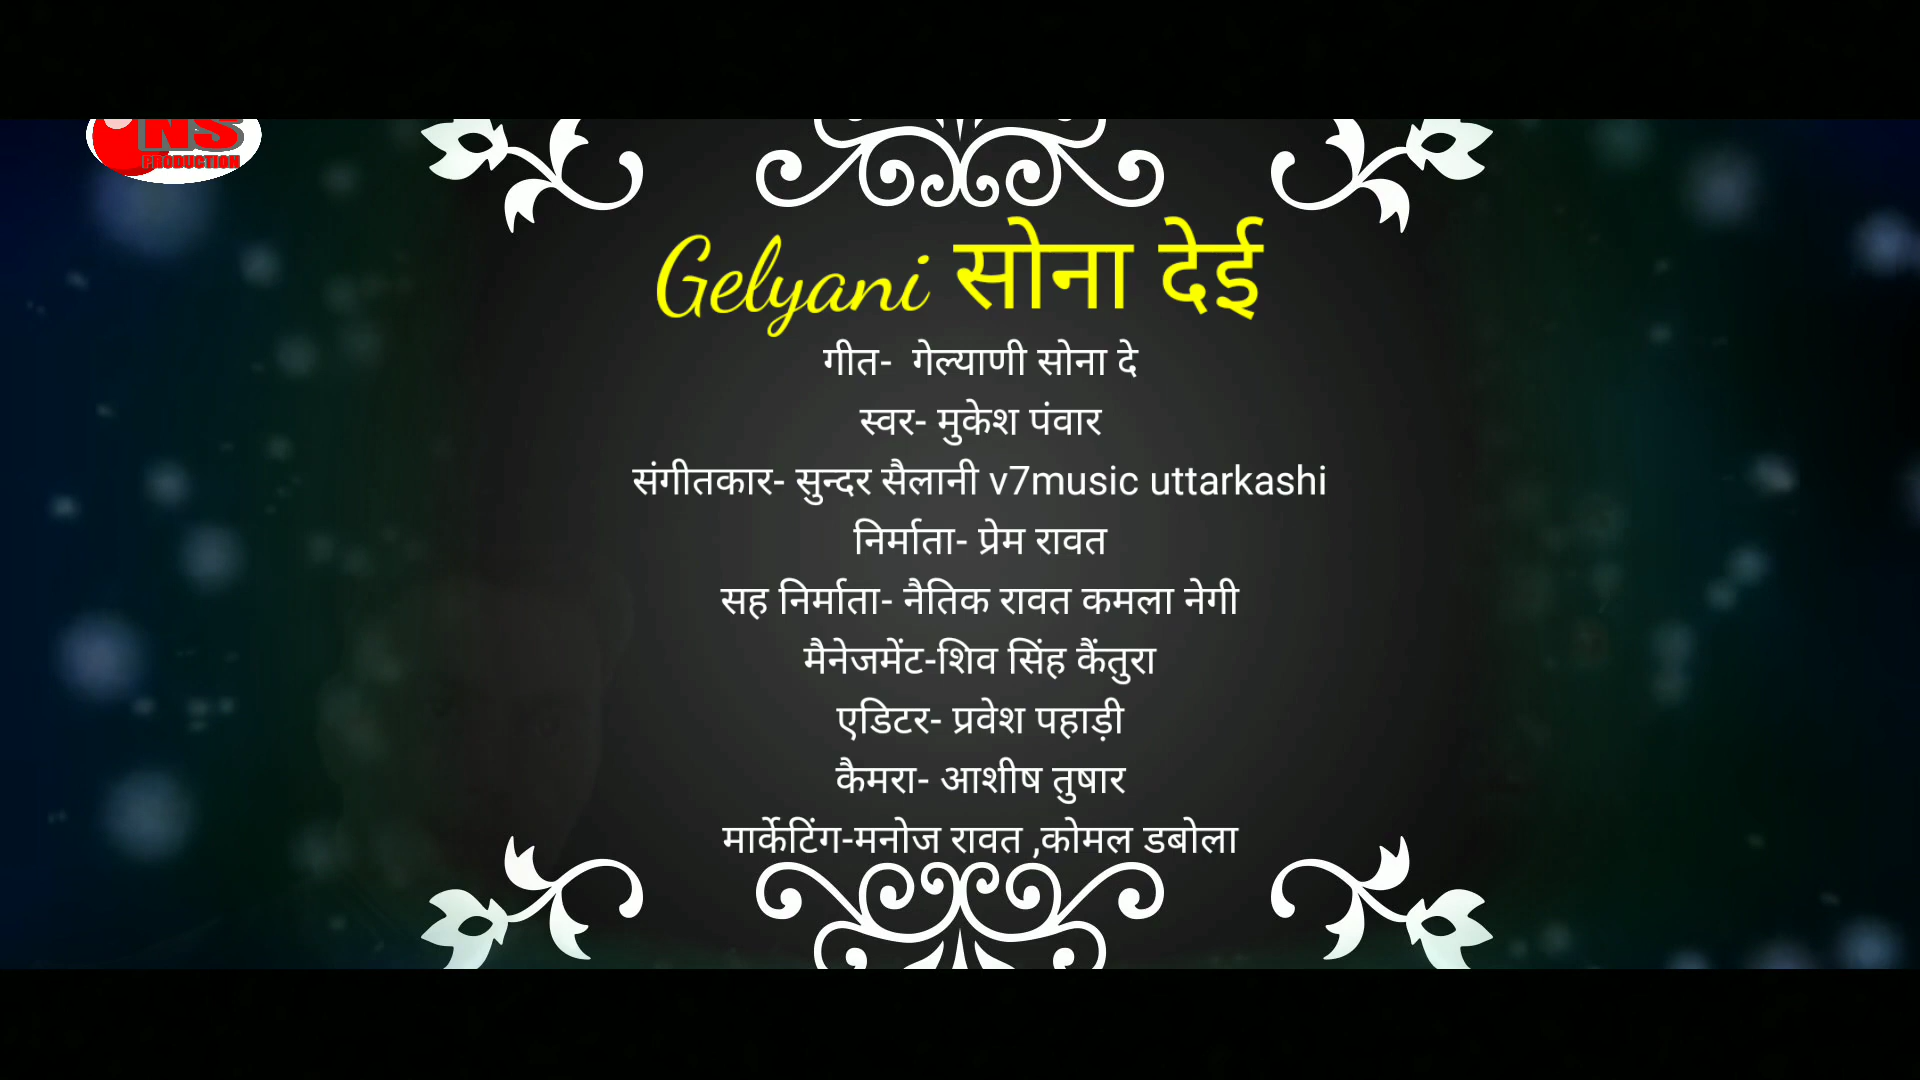 NS
PRODUCTION
Gelyani सोना देई
गीत- गेल्याणी सोना दे
स्वर- मुकेश पंवार
संगीतकार- सुन्दर सैलानी v7music uttarkashi
निर्माता- प्रेम रावत
सह निर्माता- नैतिक रावत कमला नेगी
मैनेजमेंट-शिव सिंह कैंतुरा
एडिटर- प्रवेश पहाड़ी
कैमरा- आशीष तुषार
मार्केटिंग-मनोज रावत ,कोमल डबोला